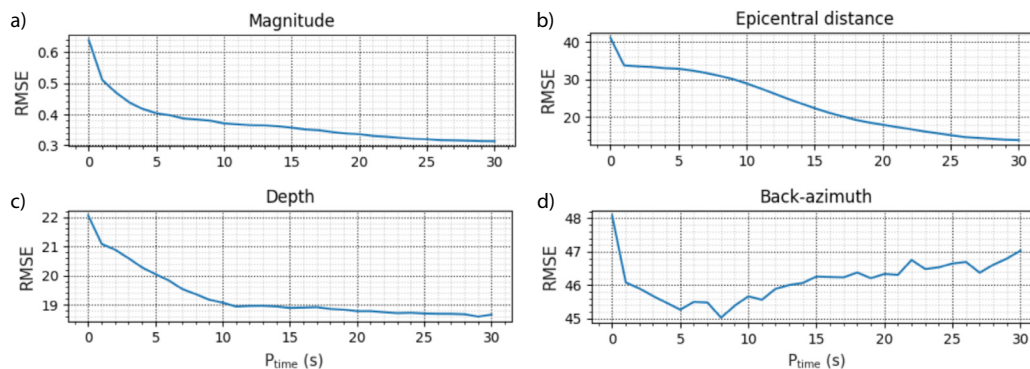 a) Magnitude
RMSE
0.6
0.5
0.4
0.3
0 5 10 15 20 25 30
b) Epicentral distance
RMSE
40
30
20
0 5 10 15 20 25 30
c) Depth
RMSE
22
21
20
19
0 5 10 15 20 25 30
P_time (s)
d) Back-azimuth
RMSE
48
47
46
45
0 5 10 15 20 25 30
P_time (s)